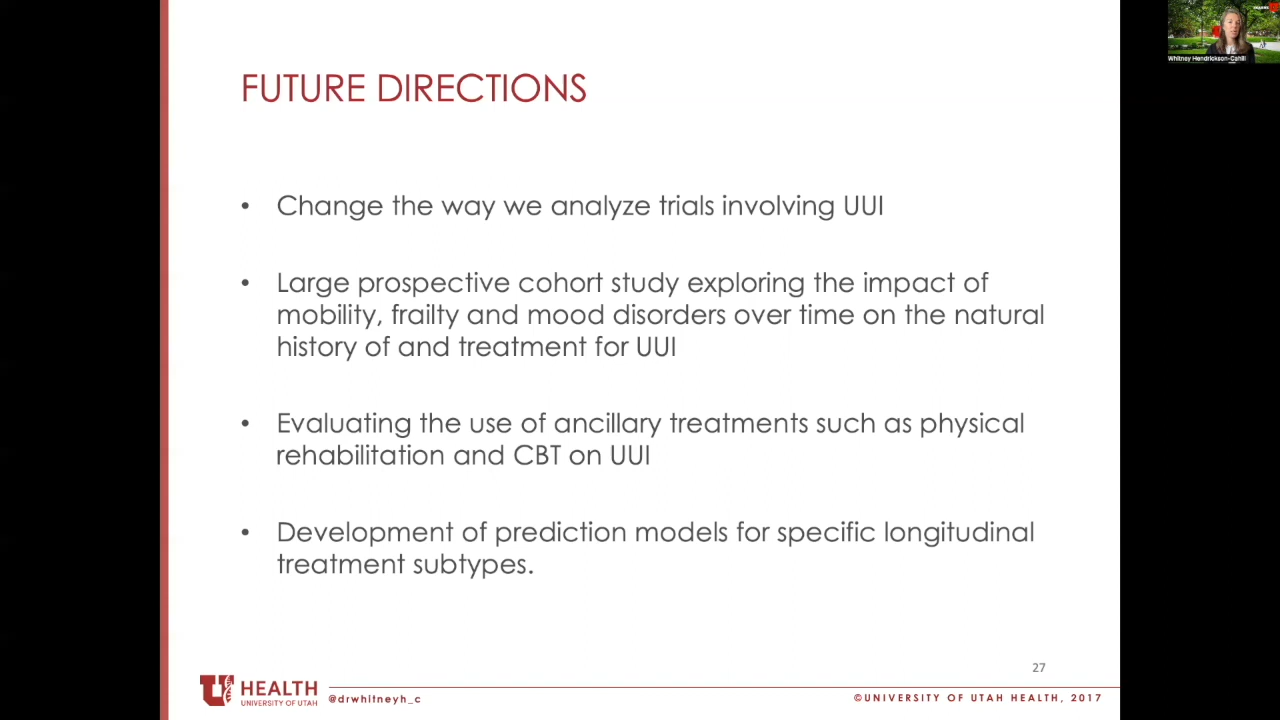 Whitney Hendrickson-Cahill
FUTURE DIRECTIONS
• Change the way we analyze trials involving UUI
• Large prospective cohort study exploring the impact of
mobility, frailty and mood disorders over time on the natural
history of and treatment for UUI
• Evaluating the use of ancillary treatments such as physical
rehabilitation and CBT on UUI
• Development of prediction models for specific longitudinal
treatment subtypes.
27
U HEALTH
UNIVERSITY OF UTAH
@drwhitneyh_c
©UNIVERSITY OF UTAH HEALTH, 2017